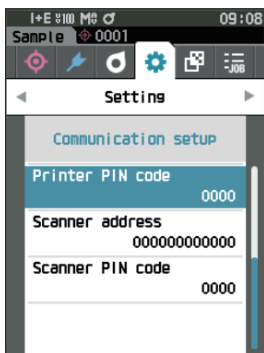 I+E 09:08
Sample 0001
-JOB
Setting
Communication setup
Printer PIN code
0000
Scanner address
000000000000
Scanner PIN code
0000